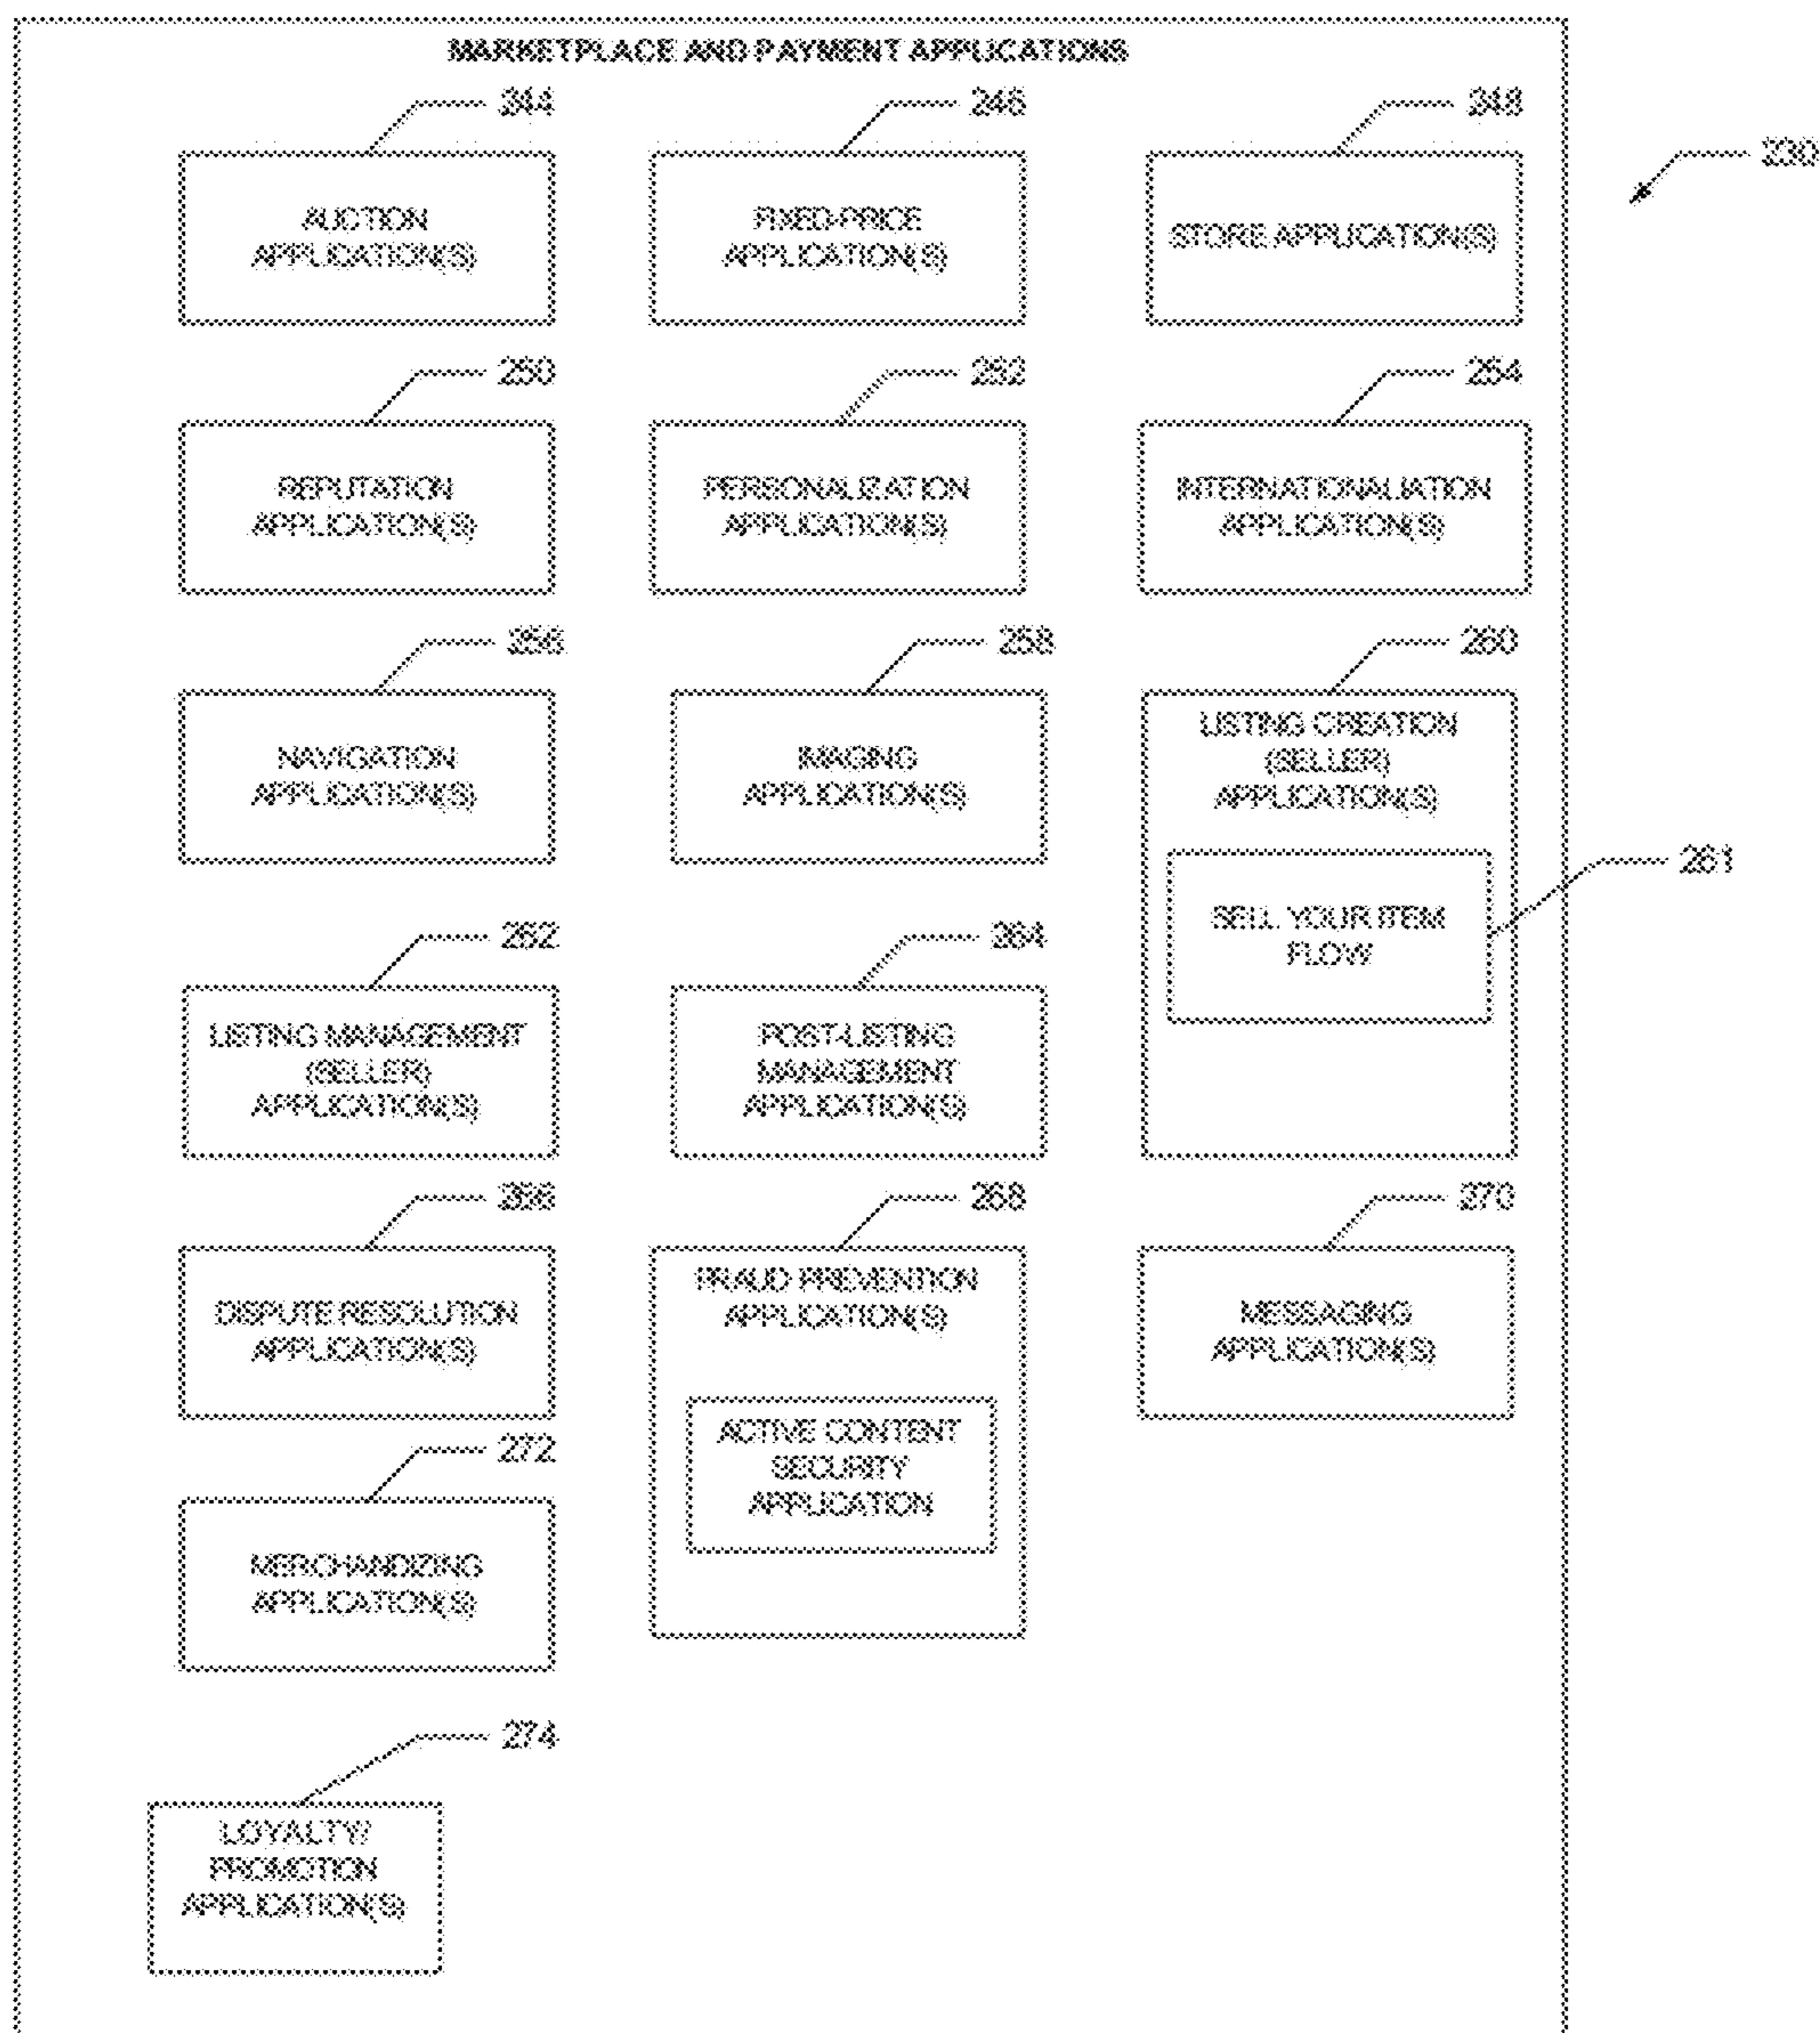 MARKETPLACE AND PAYMENT APPLICATIONS
244
246
248
230
AUCTION
APPLICATION(S)
FIXED-PRICE
APPLICATION(S)
STORE APPLICATION(S)
250
252
254
REPUTATION
APPLICATION(S)
PERSONALIZATION
APPLICATION(S)
INTERNATIONALIATION
APPLICATION(S)
256
258
260
NAVIGATION
APPLICATION(S)
IMAGING
APPLICATION(S)
LISTING CREATION
(SELLER)
APPLICATION(S)
261
SELL YOUR ITEM
FLOW
262
264
LISTING MANAGEMENT
(SELLER)
APPLICATION(S)
POST-LISTING
MANAGEMENT
APPLICATION(S)
266
268
270
DISPUTE RESOLUTION
APPLICATION(S)
FRAUD PREVENTION
APPLICATION(S)
MESSAGING
APPLICATION(S)
ACTIVE CONTENT
SECURITY
APPLICATION
272
MERCHANDIZING
APPLICATION(S)
274
LOYALTY/
PROMOTION
APPLICATION(S)